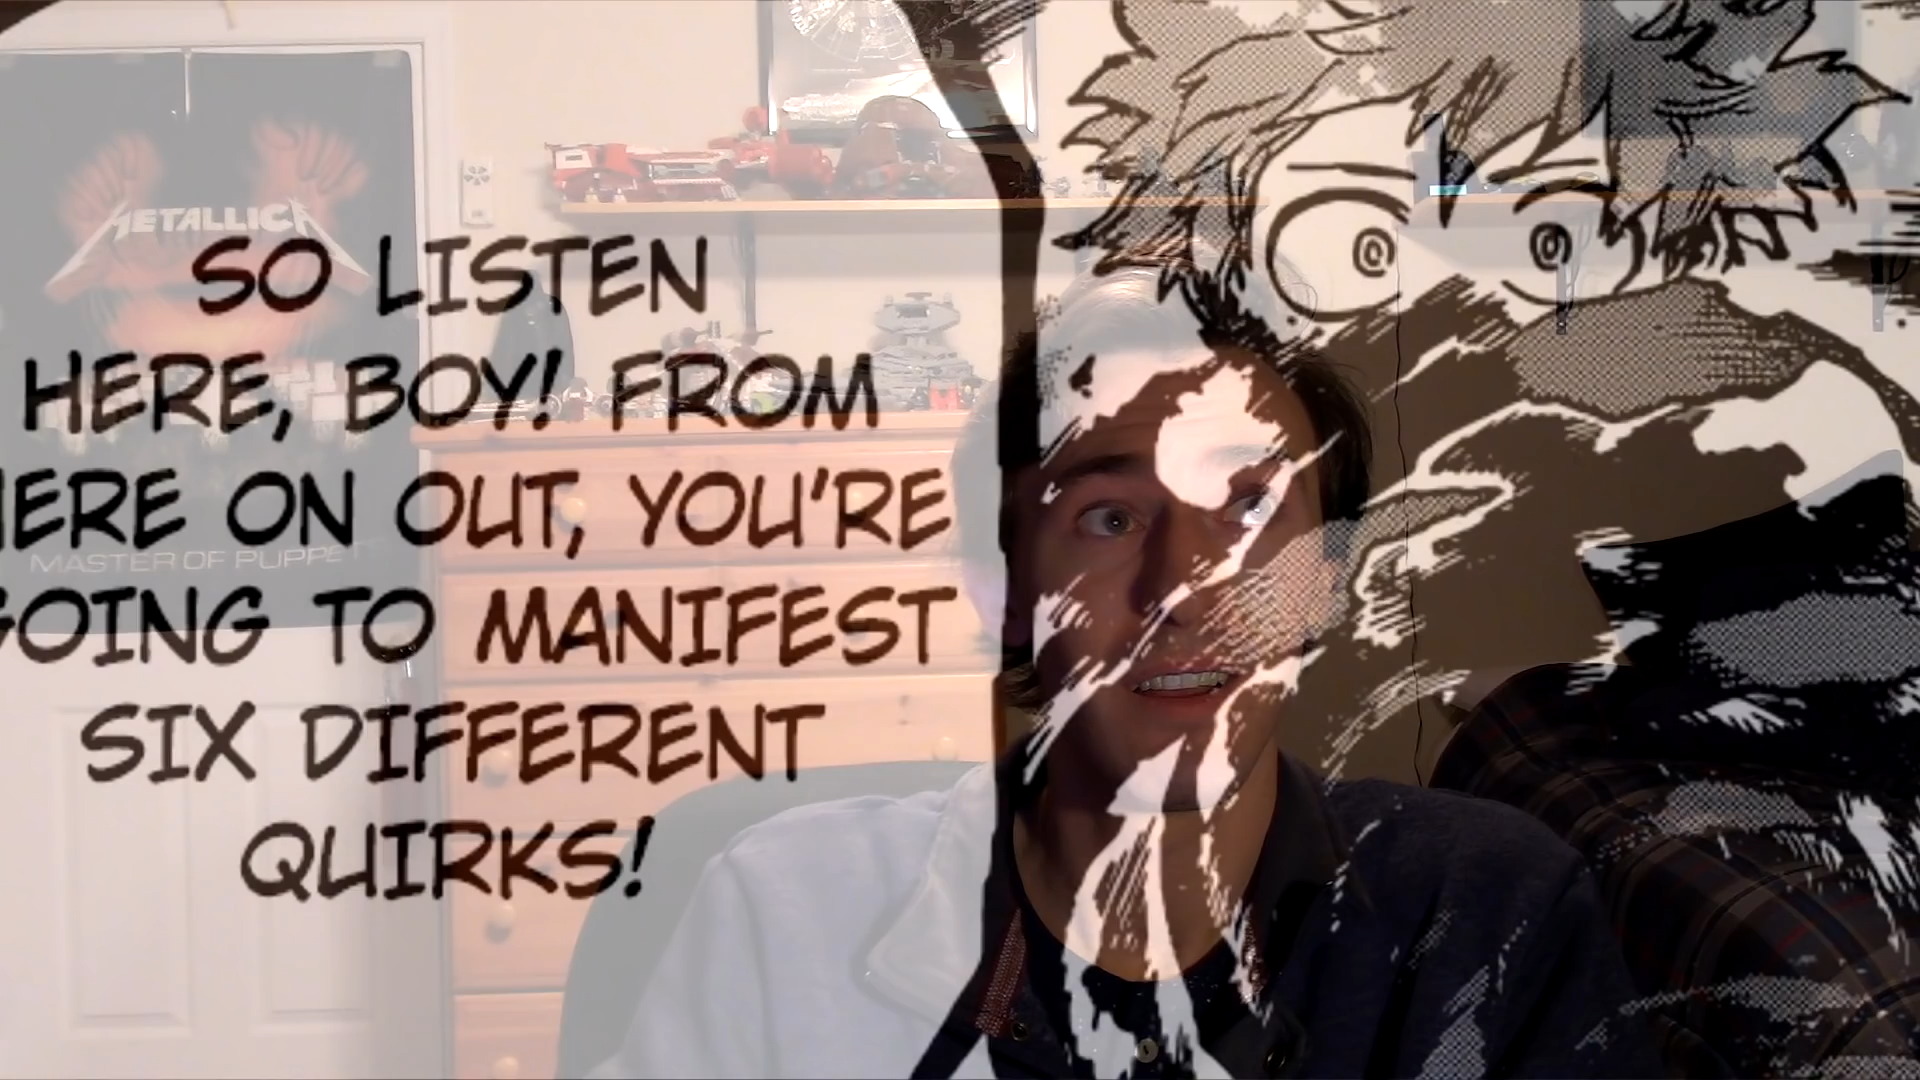 METALLICA
MASTER OF PUPPET
SO LISTEN
HERE, BOY! FROM
HERE ON OUT, YOU'RE
GOING TO MANIFEST
SIX DIFFERENT
QUIRKS!